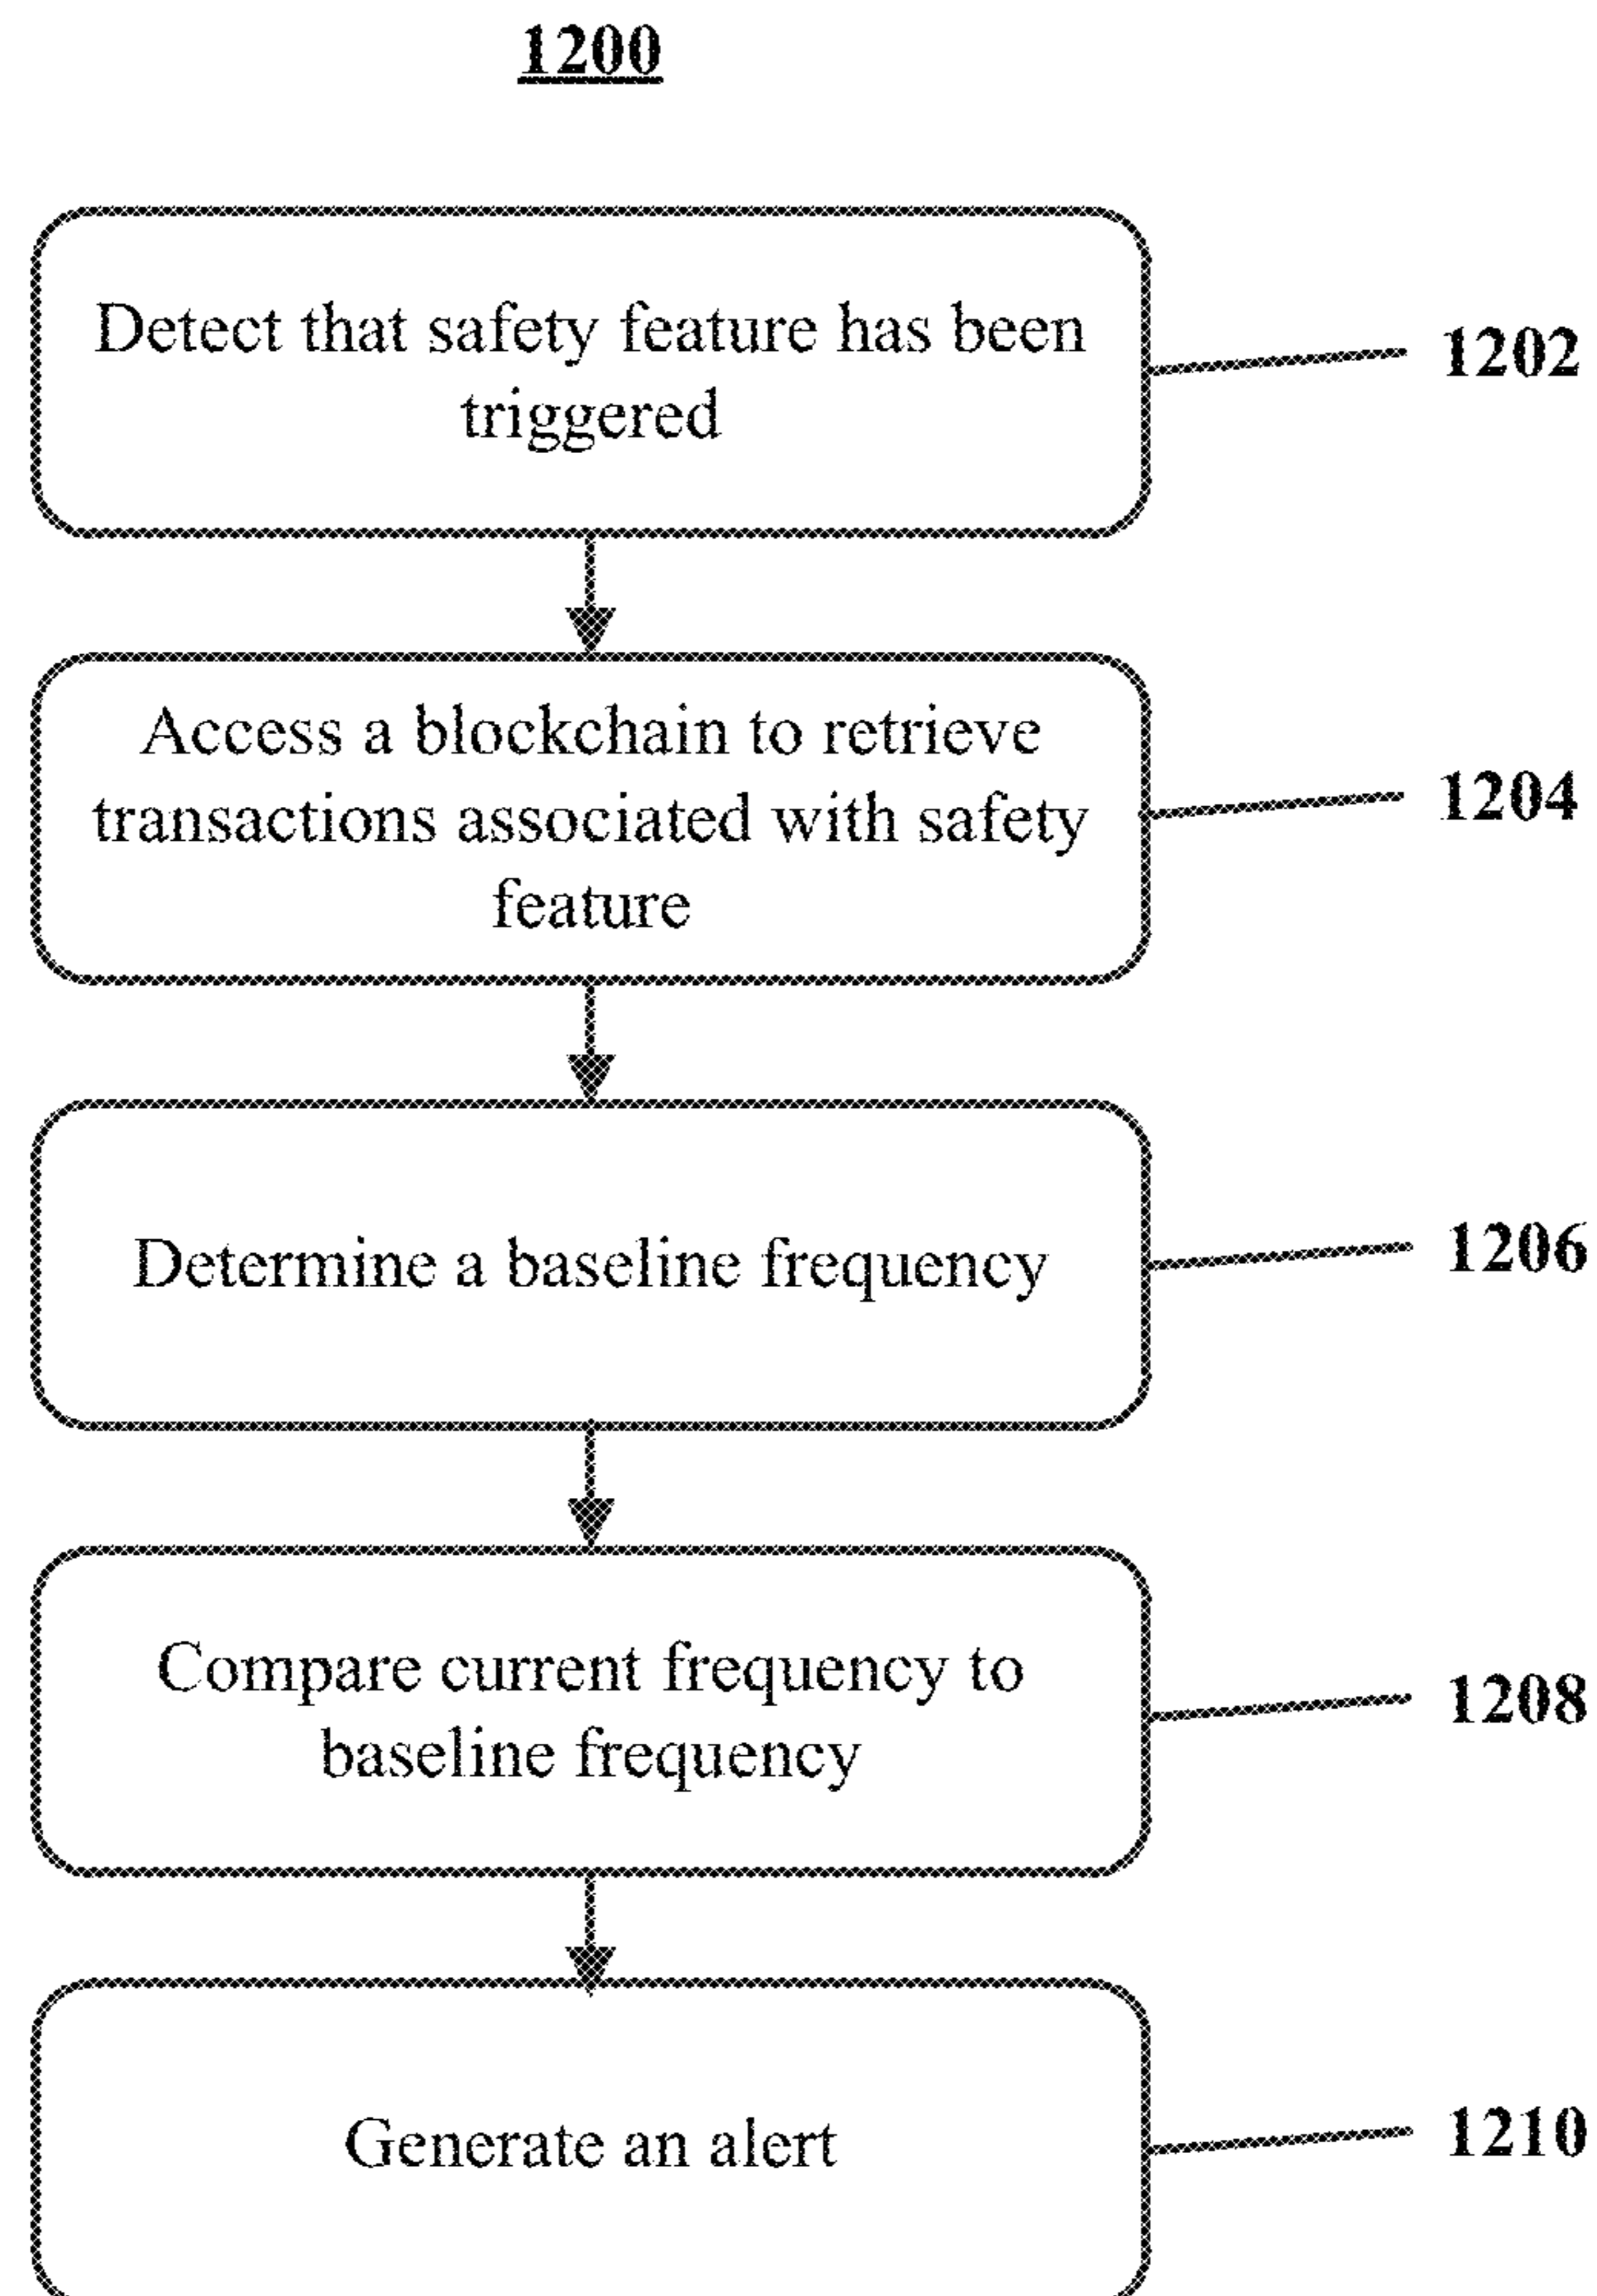 1200
Detect that safety feature has been
triggered
1202
Access a blockchain to retrieve
transactions associated with safety
feature
1204
Determine a baseline frequency
1206
Compare current frequency to
baseline frequency
1208
Generate an alert
1210